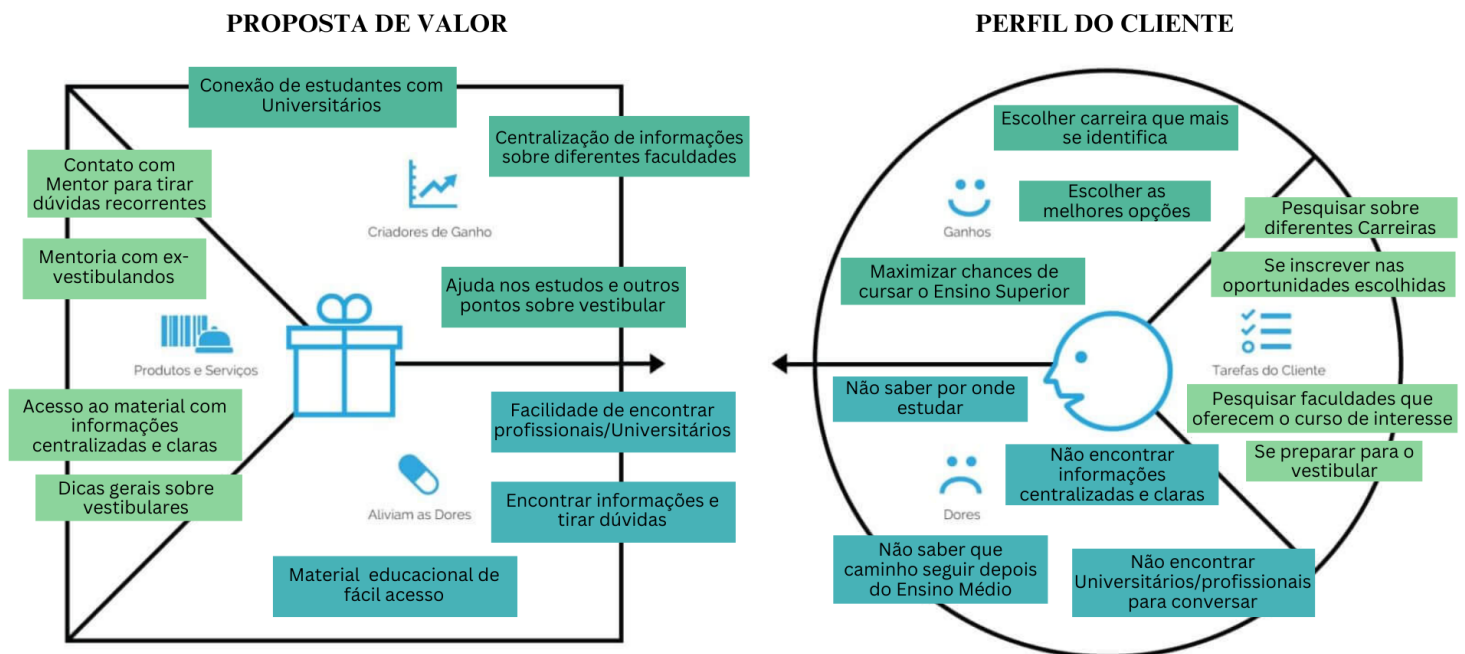 PROPOSTA DE VALOR
Conexão de estudantes com
Universitários
Centralização de informações
sobre diferentes faculdades
Contato com
Mentor para tirar
dúvidas recorrentes
Criadores de Ganho
Mentoria com ex-
vestibulandos
Ajuda nos estudos e outros
pontos sobre vestibular
Produtos e Serviços
Acesso ao material com
informações
centralizadas e claras
Facilidade de encontrar
profissionais/Universitários
Dicas gerais sobre
vestibulares
Aliviam as Dores
Encontrar informações e
tirar dúvidas
Material educacional de
fácil acesso
PERFIL DO CLIENTE
Escolher carreira que mais
se identifica
Escolher as
melhores opções
Ganhos
Pesquisar sobre
diferentes Carreiras
Maximizar chances de
cursar o Ensino Superior
Se inscrever nas
oportunidades escolhidas
Tarefas do Cliente
Não saber por onde
estudar
Pesquisar faculdades que
oferecem o curso de interesse
Não encontrar
informações
centralizadas e claras
Se preparar para o
vestibular
Dores
Não saber que
caminho seguir depois
do Ensino Médio
Não encontrar
Universitários/profissionais
para conversar